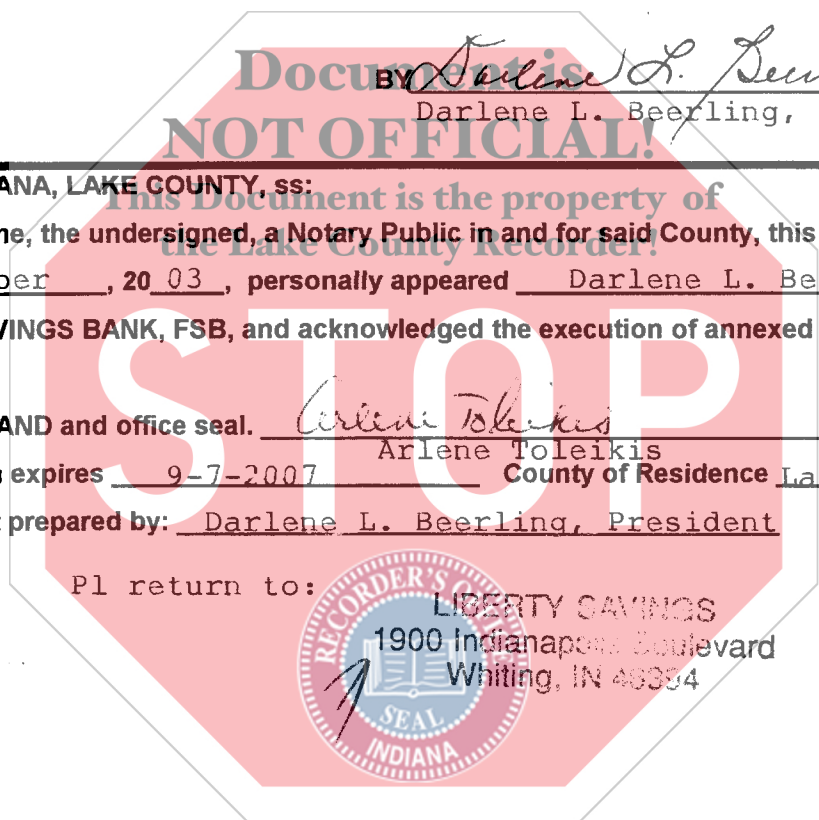 Document is
NOT OFFICIAL!
This Document is the property of
the Lake County Recorder!
STOP
BY Darlene L.
Darlene L. Beerling,
ANA, LAKE COUNTY, ss:
ne, the undersigned, a Notary Public in and for said County, this
ber , 20 03 , personally appeared Darlene L. Be
VINGS BANK, FSB, and acknowledged the execution of annexed
AND and office seal. Arlene Toleikis
Arlene Toleikis
expires 9-7-2007 County of Residence La
prepared by: Darlene L. Beerling, President
Pl return to:
LIBERTY SAVINGS
1900 Indianapolis Boulevard
Whiting, IN 46394
RECORDER'S OFFICE
SEAL
INDIANA